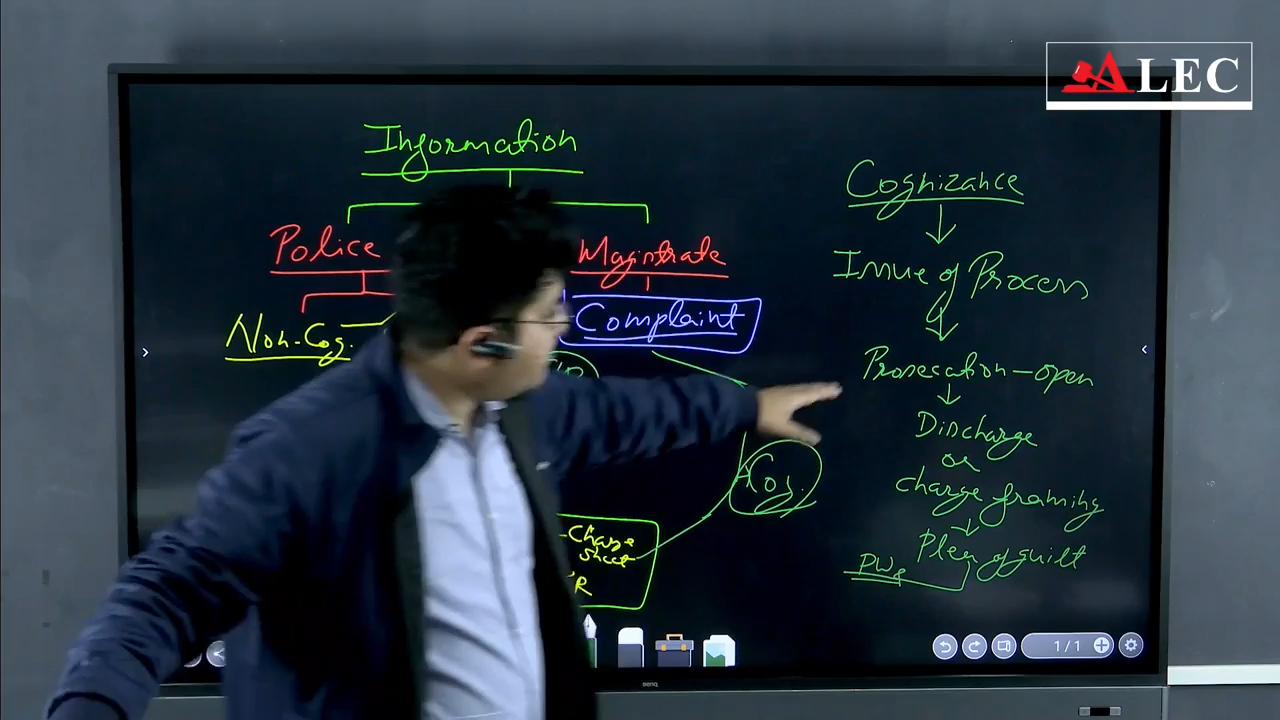 ALEC
Information
Police
Magistrate
Non-Cog.
Complaint
Cog.
Charge
Sheet
Cognizance
Issue of Process
Prosecution-open
Discharge
or
charge framing
Plea of guilt
PWs
1/1
BENQ